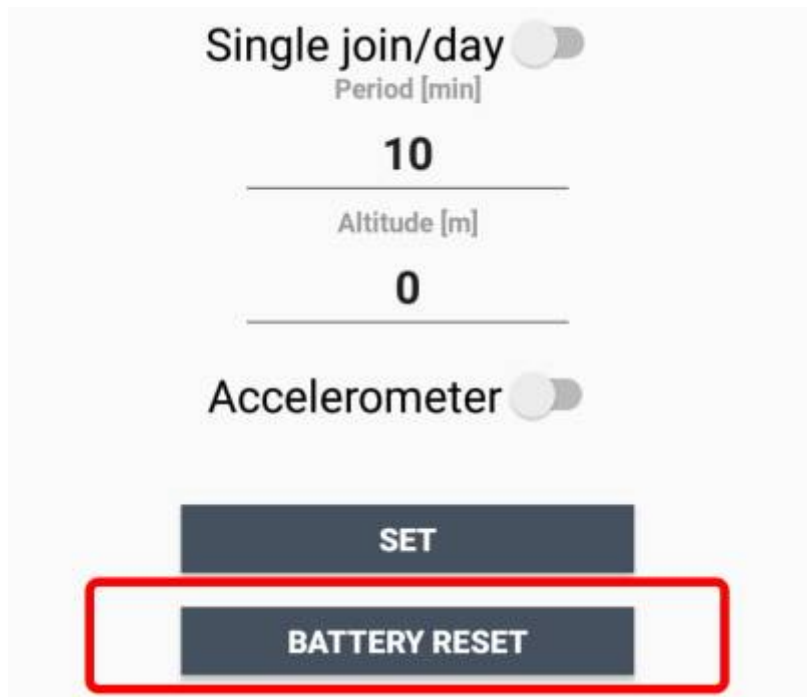 Single join/day
Period [min]
10
Altitude [m]
0
Accelerometer
SET
BATTERY RESET